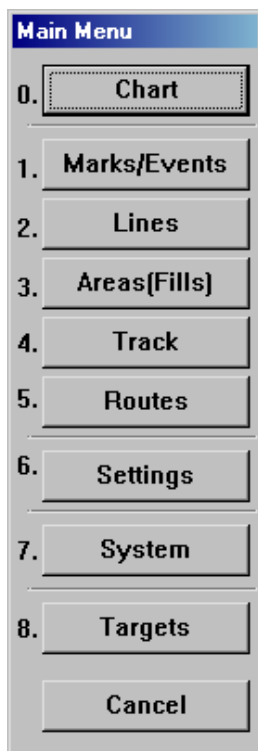 Main Menu
0. Chart
1. Marks/Events
2. Lines
3. Areas(Fills)
4. Track
5. Routes
6. Settings
7. System
8. Targets
Cancel